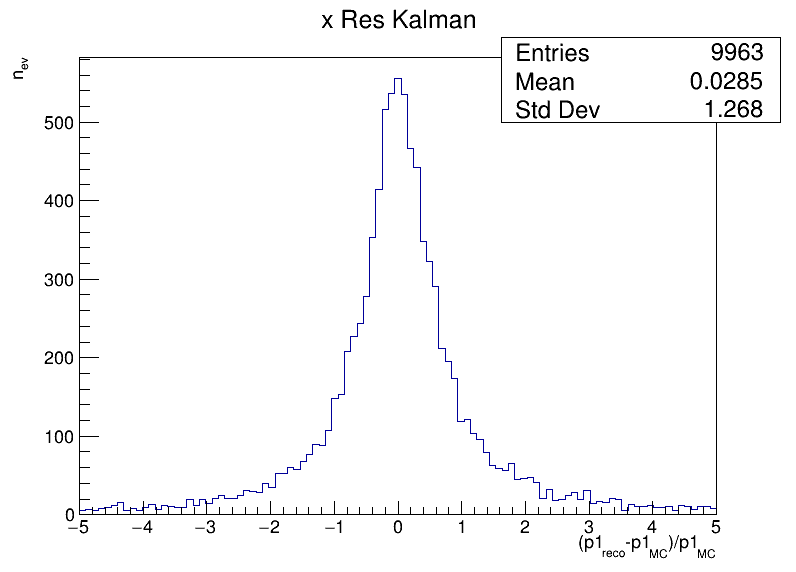 x Res Kalman
Entries 9963
Mean 0.0285
Std Dev 1.268
n_ev
500
400
300
200
100
0
−5 −4 −3 −2 −1 0 1 2 3 4 5
(p1_reco-p1_MC)/p1_MC